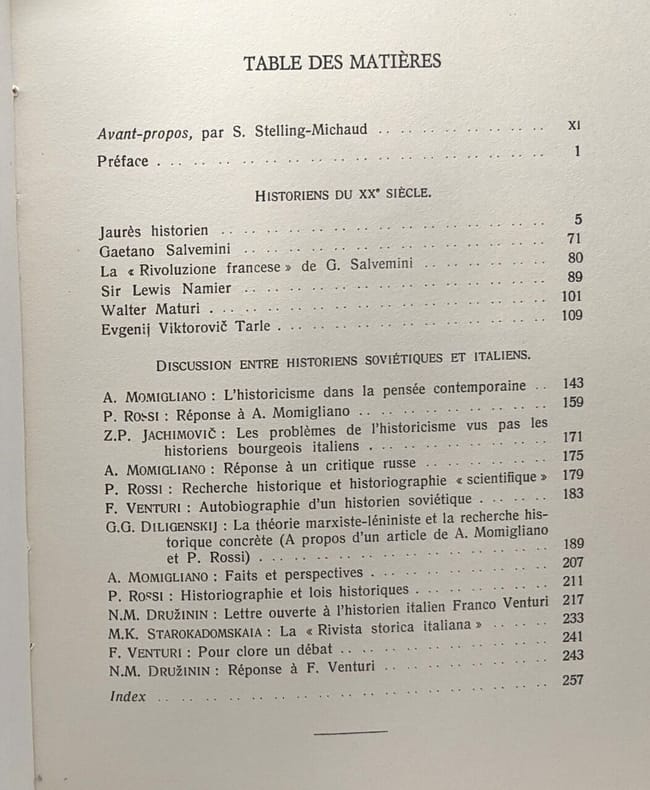 TABLE DES MATIÈRES
Avant-propos, par S. Stelling-Michaud . . . . . . . . . . . XI
Préface . . . . . . . . . . . . . . . . . . . . . . . . 1
HISTORIENS DU XXe SIÈCLE.
Jaurès historien . . . . . . . . . . . . . . . . . . . . 5
Gaetano Salvemini . . . . . . . . . . . . . . . . . . . 71
La « Rivoluzione francese » de G. Salvemini . . . . . . . . 80
Sir Lewis Namier . . . . . . . . . . . . . . . . . . . 89
Walter Maturi . . . . . . . . . . . . . . . . . . . . . 101
Evgenij Viktorovič Tarle . . . . . . . . . . . . . . . . . 109
DISCUSSION ENTRE HISTORIENS SOVIÉTIQUES ET ITALIENS.
A. MOMIGLIANO : L'historicisme dans la pensée contemporaine . . 143
P. ROSSI : Réponse à A. Momigliano . . . . . . . . . . . . 159
Z.P. JACHIMOVIČ : Les problèmes de l'historicisme vus pas les
historiens bourgeois italiens . . . . . . . . . . . . 171
A. MOMIGLIANO : Réponse à un critique russe . . . . . . . . 175
P. ROSSI : Recherche historique et historiographie « scientifique » 179
F. VENTURI : Autobiographie d'un historien soviétique . . . . . 183
G.G. DILIGENSKIJ : La théorie marxiste-léniniste et la recherche his-
torique concrète (A propos d'un article de A. Momigliano
et P. Rossi) . . . . . . . . . . . . . . . . . . . 189
A. MOMIGLIANO : Faits et perspectives . . . . . . . . . . . 207
P. ROSSI : Historiographie et lois historiques . . . . . . . . . 211
N.M. DRUŽININ : Lettre ouverte à l'historien italien Franco Venturi 217
M.K. STAROKADOMSKAIA : La « Rivista storica italiana » . . . . 233
F. VENTURI : Pour clore un débat . . . . . . . . . . . . . 241
N.M. DRUŽININ : Réponse à F. Venturi . . . . . . . . . . . 243
Index . . . . . . . . . . . . . . . . . . . . . . . . . 257